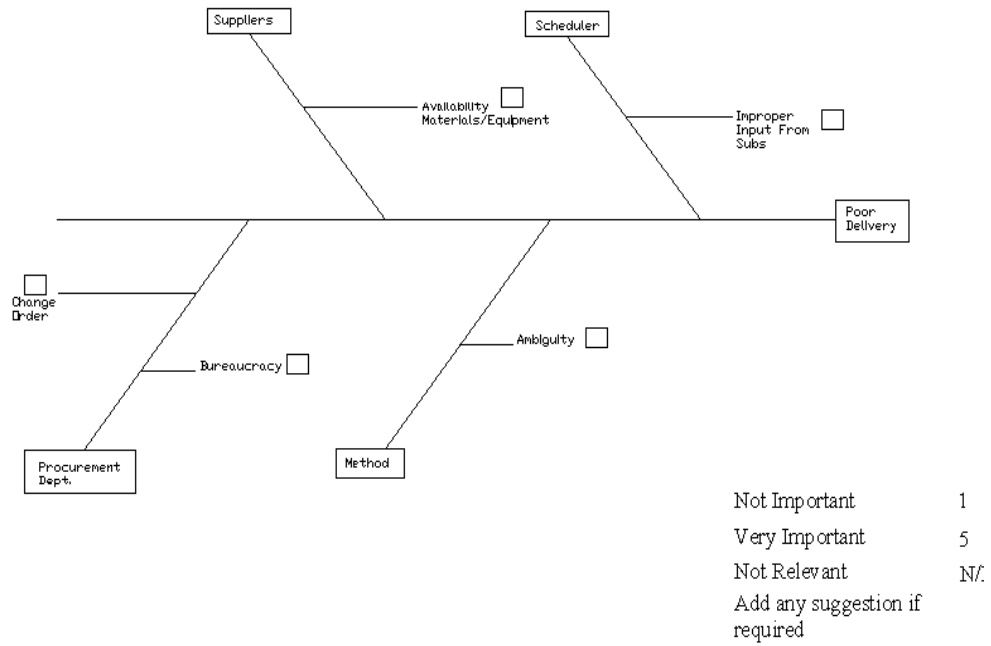 Suppliers
Scheduler
Availability
Materials/Equipment
Improper
Input From
Subs
Poor
Delivery
Change
Order
Ambiguity
Bureaucracy
Procurement
Dept.
Method
Not Important 1
Very Important 5
Not Relevant
Add any suggestion if
required